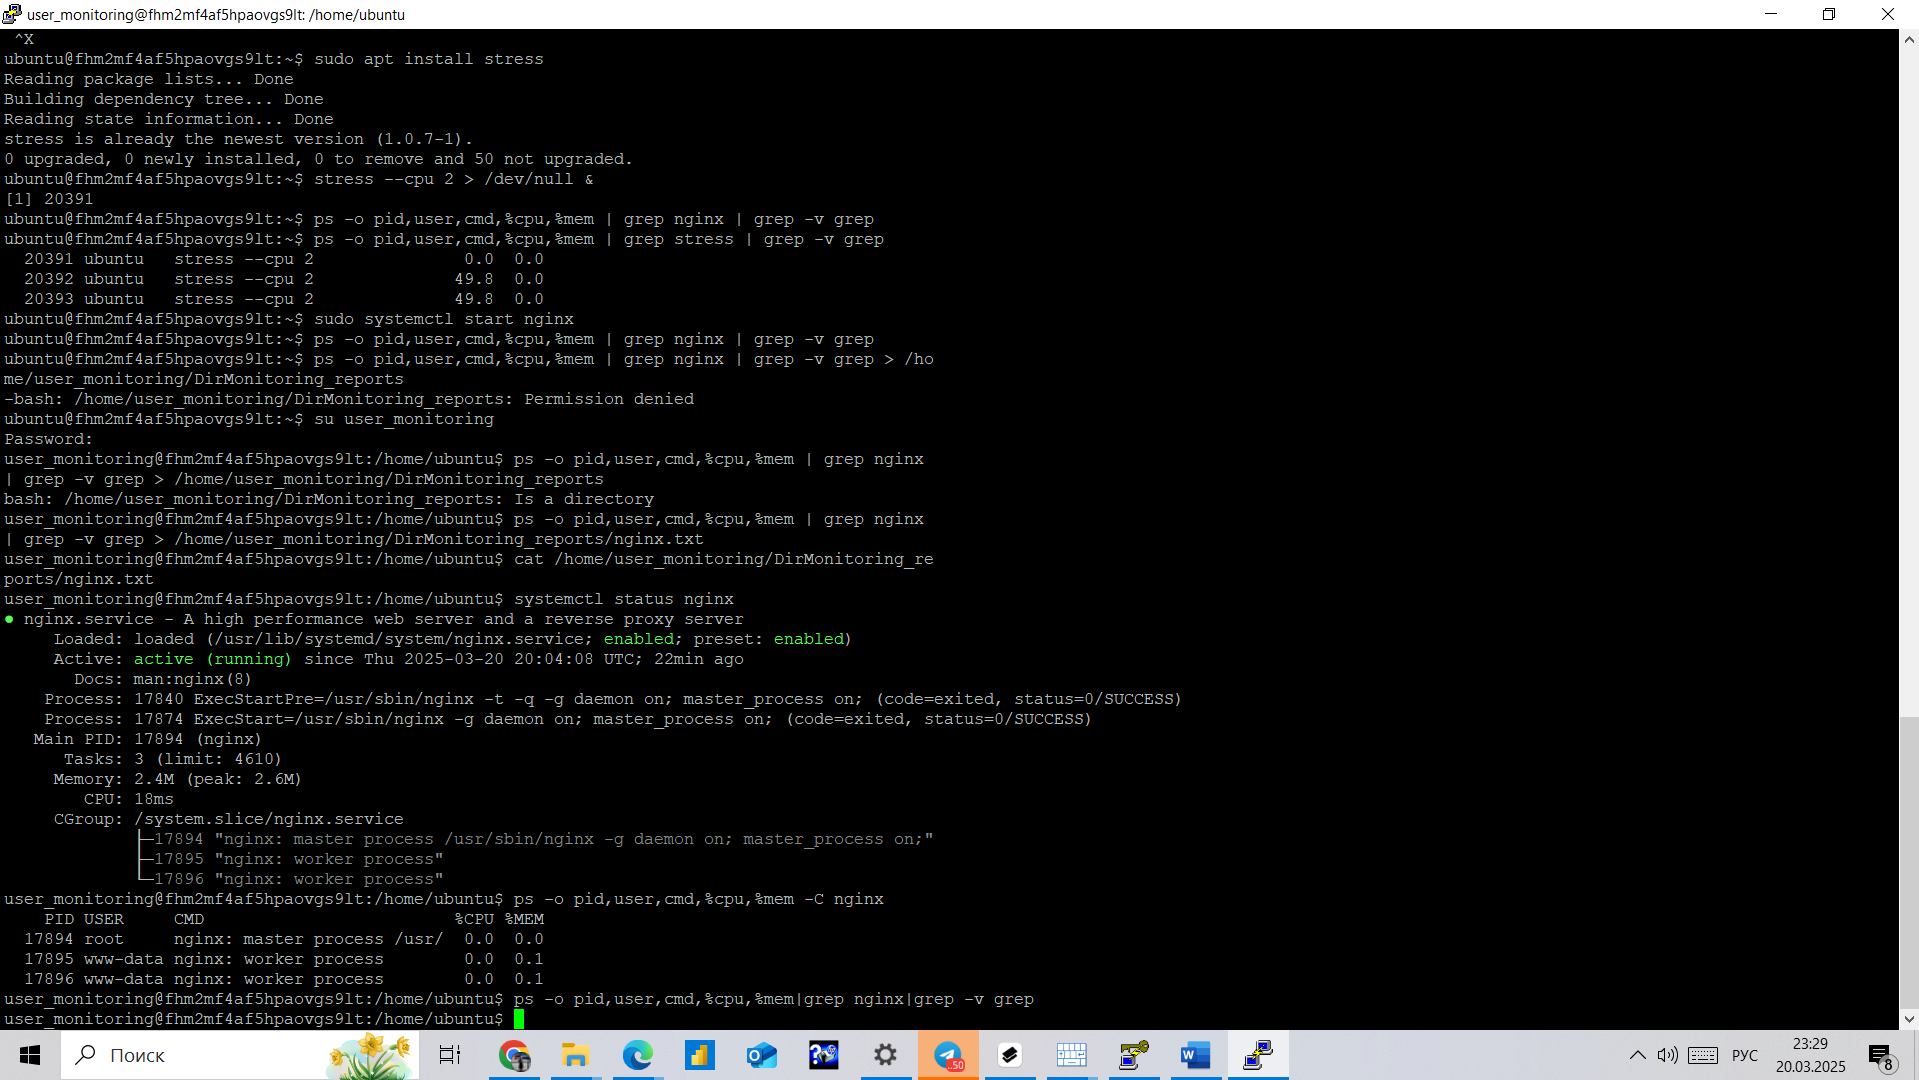 user_monitoring@fhm2mf4af5hpaovgs9lt: /home/ubuntu
^X
ubuntu@fhm2mf4af5hpaovgs9lt:~$ sudo apt install stress
Reading package lists... Done
Building dependency tree... Done
Reading state information... Done
stress is already the newest version (1.0.7-1).
0 upgraded, 0 newly installed, 0 to remove and 50 not upgraded.
ubuntu@fhm2mf4af5hpaovgs9lt:~$ stress --cpu 2 > /dev/null &
[1] 20391
ubuntu@fhm2mf4af5hpaovgs9lt:~$ ps -o pid,user,cmd,%cpu,%mem | grep nginx | grep -v grep
ubuntu@fhm2mf4af5hpaovgs9lt:~$ ps -o pid,user,cmd,%cpu,%mem | grep stress | grep -v grep
20391 ubuntu   stress --cpu 2               0.0  0.0
20392 ubuntu   stress --cpu 2              49.8  0.0
20393 ubuntu   stress --cpu 2              49.8  0.0
ubuntu@fhm2mf4af5hpaovgs9lt:~$ sudo systemctl start nginx
ubuntu@fhm2mf4af5hpaovgs9lt:~$ ps -o pid,user,cmd,%cpu,%mem | grep nginx | grep -v grep
ubuntu@fhm2mf4af5hpaovgs9lt:~$ ps -o pid,user,cmd,%cpu,%mem | grep nginx | grep -v grep > /ho
me/user_monitoring/DirMonitoring_reports
-bash: /home/user_monitoring/DirMonitoring_reports: Permission denied
ubuntu@fhm2mf4af5hpaovgs9lt:~$ su user_monitoring
Password:
user_monitoring@fhm2mf4af5hpaovgs9lt:/home/ubuntu$ ps -o pid,user,cmd,%cpu,%mem | grep nginx
| grep -v grep > /home/user_monitoring/DirMonitoring_reports
bash: /home/user_monitoring/DirMonitoring_reports: Is a directory
user_monitoring@fhm2mf4af5hpaovgs9lt:/home/ubuntu$ ps -o pid,user,cmd,%cpu,%mem | grep nginx
| grep -v grep > /home/user_monitoring/DirMonitoring_reports/nginx.txt
user_monitoring@fhm2mf4af5hpaovgs9lt:/home/ubuntu$ cat /home/user_monitoring/DirMonitoring_re
ports/nginx.txt
user_monitoring@fhm2mf4af5hpaovgs9lt:/home/ubuntu$ systemctl status nginx
● nginx.service - A high performance web server and a reverse proxy server
Loaded: loaded (/usr/lib/systemd/system/nginx.service; enabled; preset: enabled)
Active: active (running) since Thu 2025-03-20 20:04:08 UTC; 22min ago
Docs: man:nginx(8)
Process: 17840 ExecStartPre=/usr/sbin/nginx -t -q -g daemon on; master_process on; (code=exited, status=0/SUCCESS)
Process: 17874 ExecStart=/usr/sbin/nginx -g daemon on; master_process on; (code=exited, status=0/SUCCESS)
Main PID: 17894 (nginx)
Tasks: 3 (limit: 4610)
Memory: 2.4M (peak: 2.6M)
CPU: 18ms
CGroup: /system.slice/nginx.service
├─17894 "nginx: master process /usr/sbin/nginx -g daemon on; master_process on;"
├─17895 "nginx: worker process"
└─17896 "nginx: worker process"
user_monitoring@fhm2mf4af5hpaovgs9lt:/home/ubuntu$ ps -o pid,user,cmd,%cpu,%mem -C nginx
PID USER     CMD                         %CPU %MEM
17894 root     nginx: master process /usr/  0.0  0.0
17895 www-data nginx: worker process        0.0  0.1
17896 www-data nginx: worker process        0.0  0.1
user_monitoring@fhm2mf4af5hpaovgs9lt:/home/ubuntu$ ps -o pid,user,cmd,%cpu,%mem|grep nginx|grep -v grep
user_monitoring@fhm2mf4af5hpaovgs9lt:/home/ubuntu$
Поиск
..50
РУС
23:29
20.03.2025
8